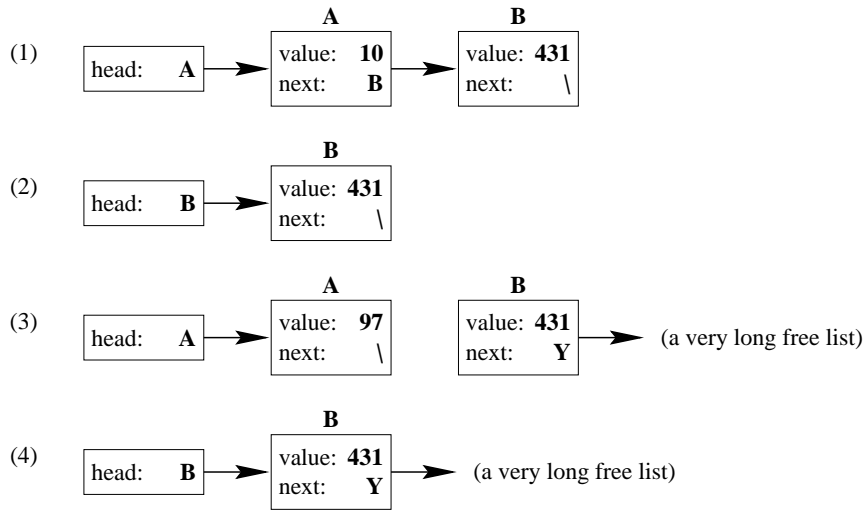 A B
(1) head: A value: 10 value: 431
next: B next: \
B
(2) head: B value: 431
next: \
A B
(3) head: A value: 97 value: 431 (a very long free list)
next: \ next: Y
B
(4) head: B value: 431 (a very long free list)
next: Y